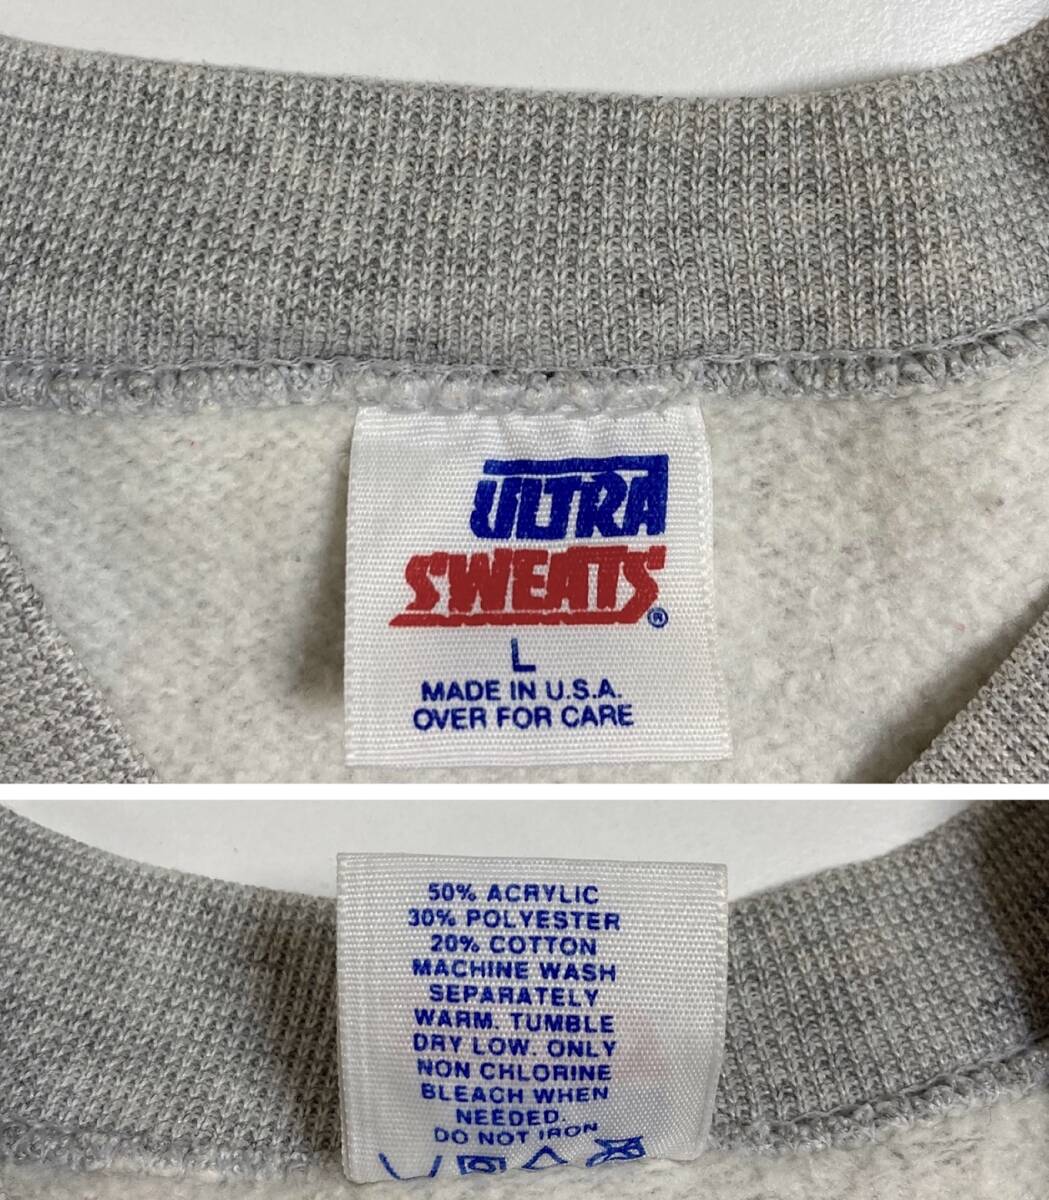 ULTRA
SWEATS®
L
MADE IN U.S.A.
OVER FOR CARE
50% ACRYLIC
30% POLYESTER
20% COTTON
MACHINE WASH
SEPARATELY
WARM. TUMBLE
DRY LOW. ONLY
NON CHLORINE
BLEACH WHEN
NEEDED.
DO NOT IRON